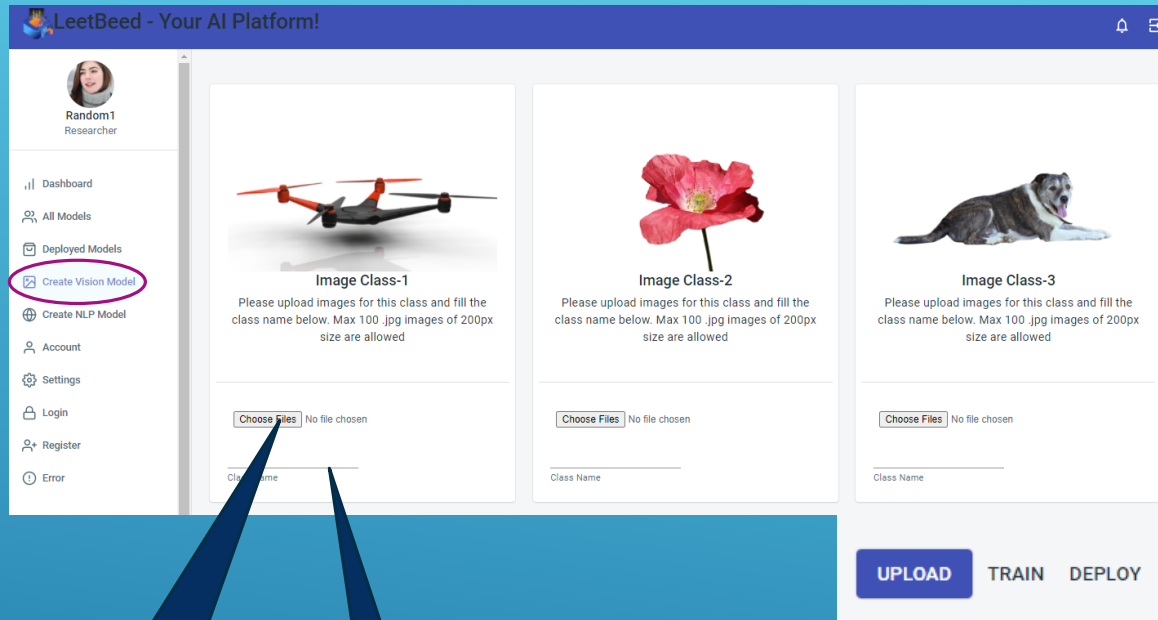 LeetBeed - Your AI Platform!
Random1
Researcher
Dashboard
All Models
Deployed Models
Create Vision Model
Create NLP Model
Account
Settings
Login
Register
Error
Image Class-1
Please upload images for this class and fill the
class name below. Max 100 .jpg images of 200px
size are allowed
Choose Files No file chosen
Class Name
Image Class-2
Please upload images for this class and fill the
class name below. Max 100 .jpg images of 200px
size are allowed
Choose Files No file chosen
Class Name
Image Class-3
Please upload images for this class and fill the
class name below. Max 100 .jpg images of 200px
size are allowed
Choose Files No file chosen
Class Name
UPLOAD TRAIN DEPLOY